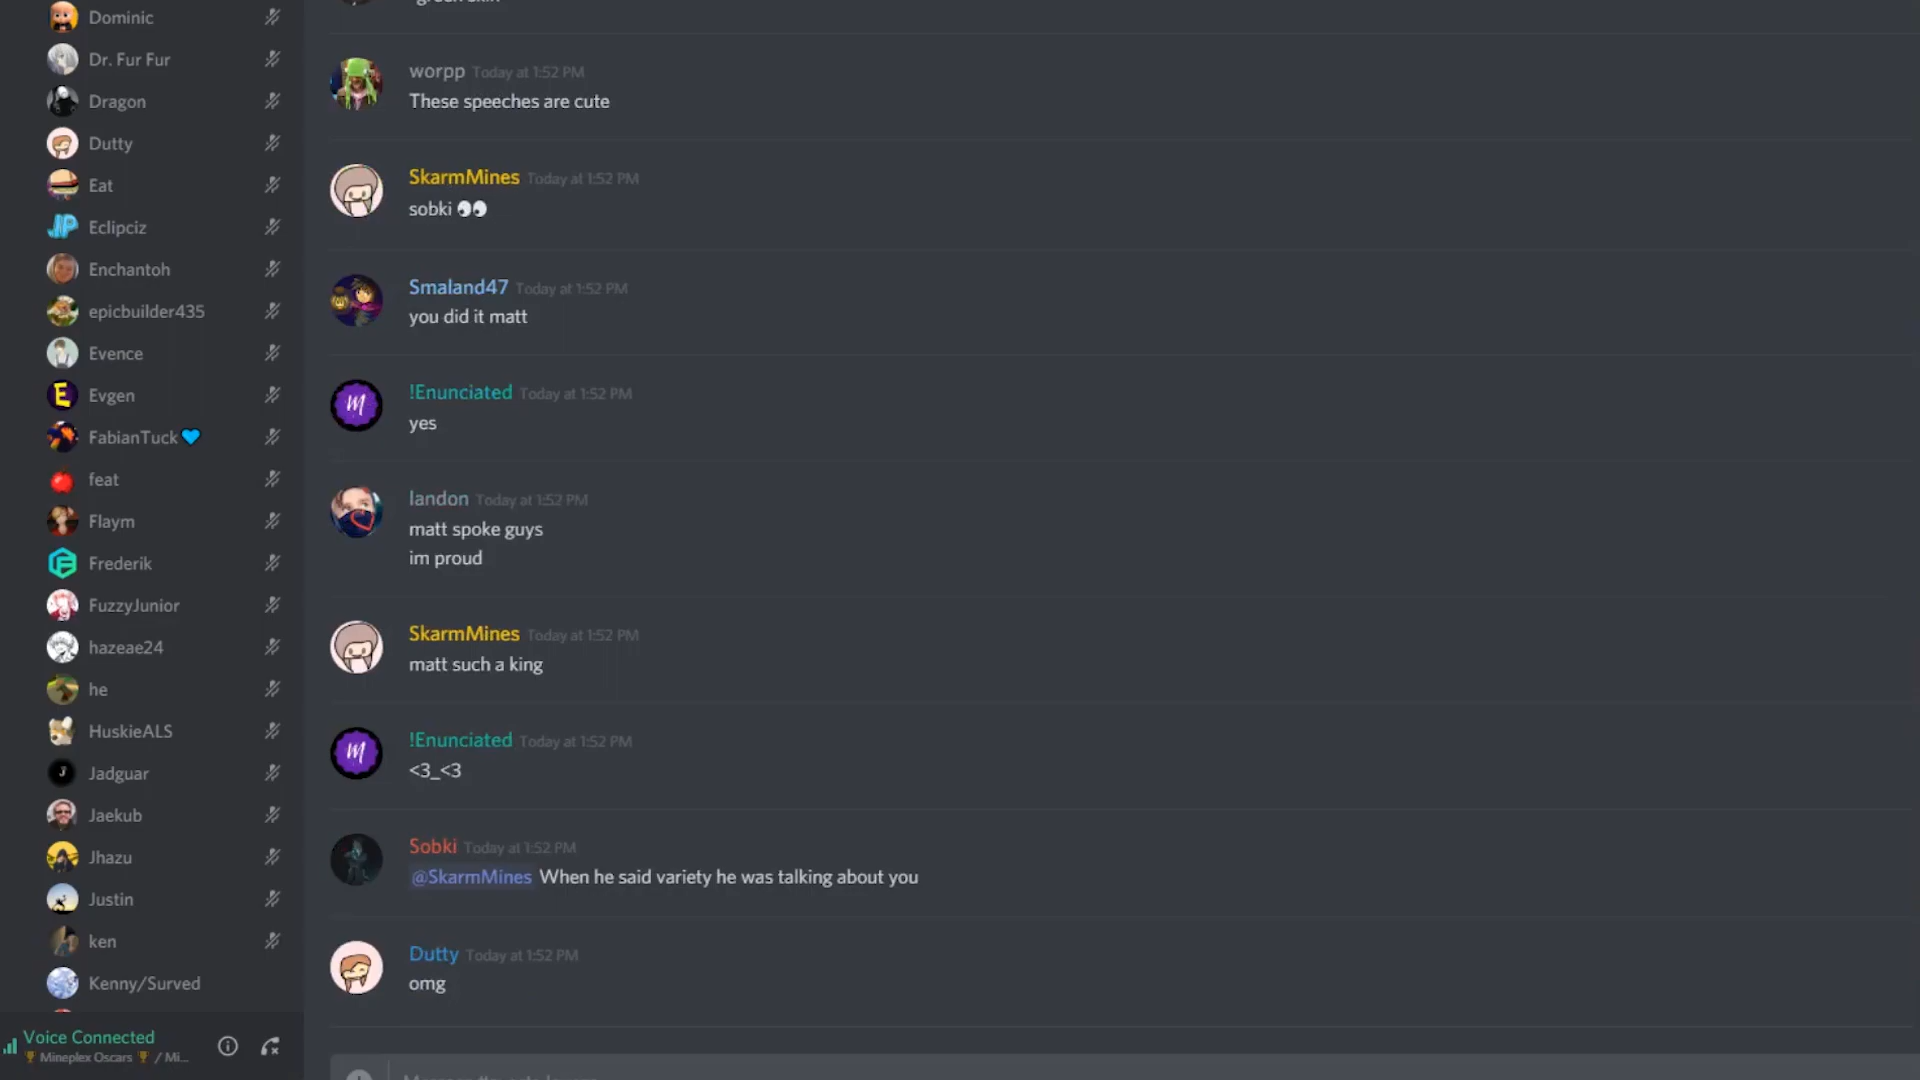 Dominic
Dr. Fur Fur
Dragon
Dutty
Eat
Eclipciz
Enchantoh
epicbuilder435
Evence
Evgen
FabianTuck💙
feat
Flaym
Frederik
FuzzyJunior
hazeae24
he
HuskieALS
Jadguar
Jaekub
Jhazu
Justin
ken
Kenny/Surved
Voice Connected
🏆 Mineplex Oscars 🏆 / Mi...
worpp Today at 1:52 PM
These speeches are cute
SkarmMines Today at 1:52 PM
sobki 👀
Smaland47 Today at 1:52 PM
you did it matt
!Enunciated Today at 1:52 PM
yes
landon Today at 1:52 PM
matt spoke guys
im proud
SkarmMines Today at 1:52 PM
matt such a king
!Enunciated Today at 1:52 PM
<3_<3
Sobki Today at 1:52 PM
@SkarmMines When he said variety he was talking about you
Dutty Today at 1:52 PM
omg